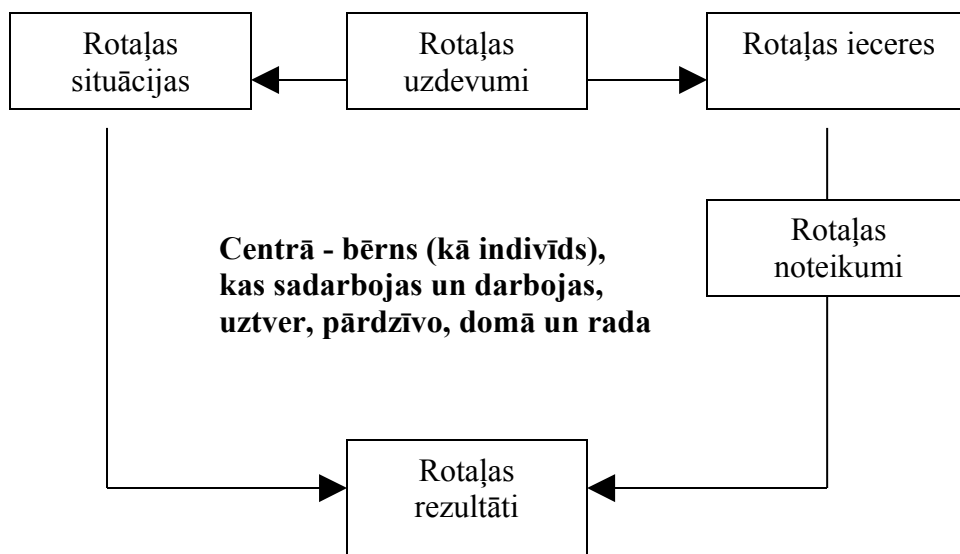 Rotaļas
situācijas
Rotaļas
uzdevumi
Rotaļas ieceres
Rotaļas
noteikumi
Centrā - bērns (kā indivīds),
kas sadarbojas un darbojas,
uztver, pārdzīvo, domā un rada
Rotaļas
rezultāti